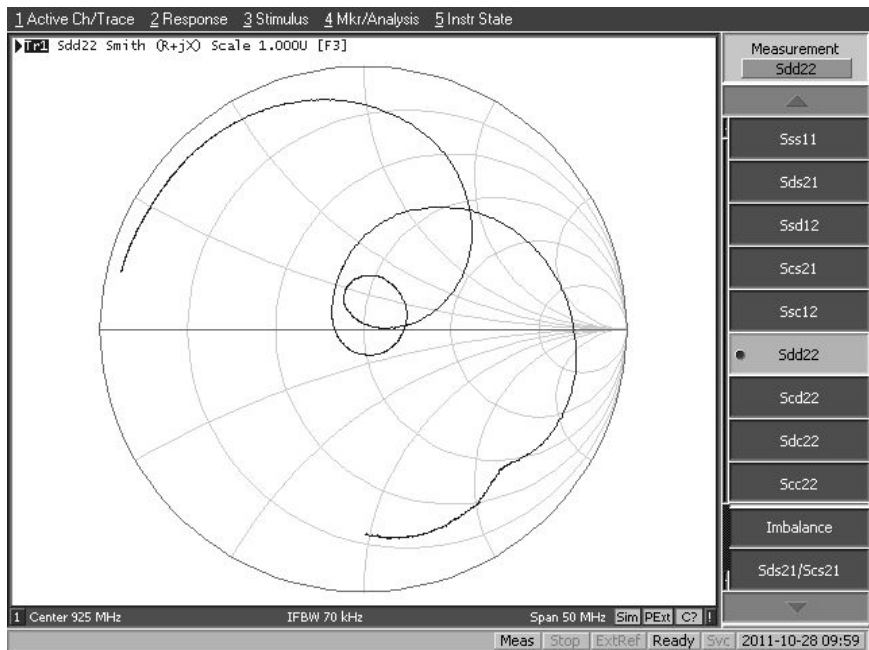 1 Active Ch/Trace 2 Response 3 Stimulus 4 Mkr/Analysis 5 Instr State
Tr1 Sdd22 Smith (R+jX) Scale 1.000U [F3]
Measurement
Sdd22
Sss11
Sds21
Ssd12
Scs21
Ssc12
Sdd22
Scd22
Sdc22
Scc22
Imbalance
Sds21/Scs21
1 Center 925 MHz IFBW 70 kHz Span 50 MHz Sim PExt C? !
Meas Stop ExtRef Ready Svc 2011-10-28 09:59